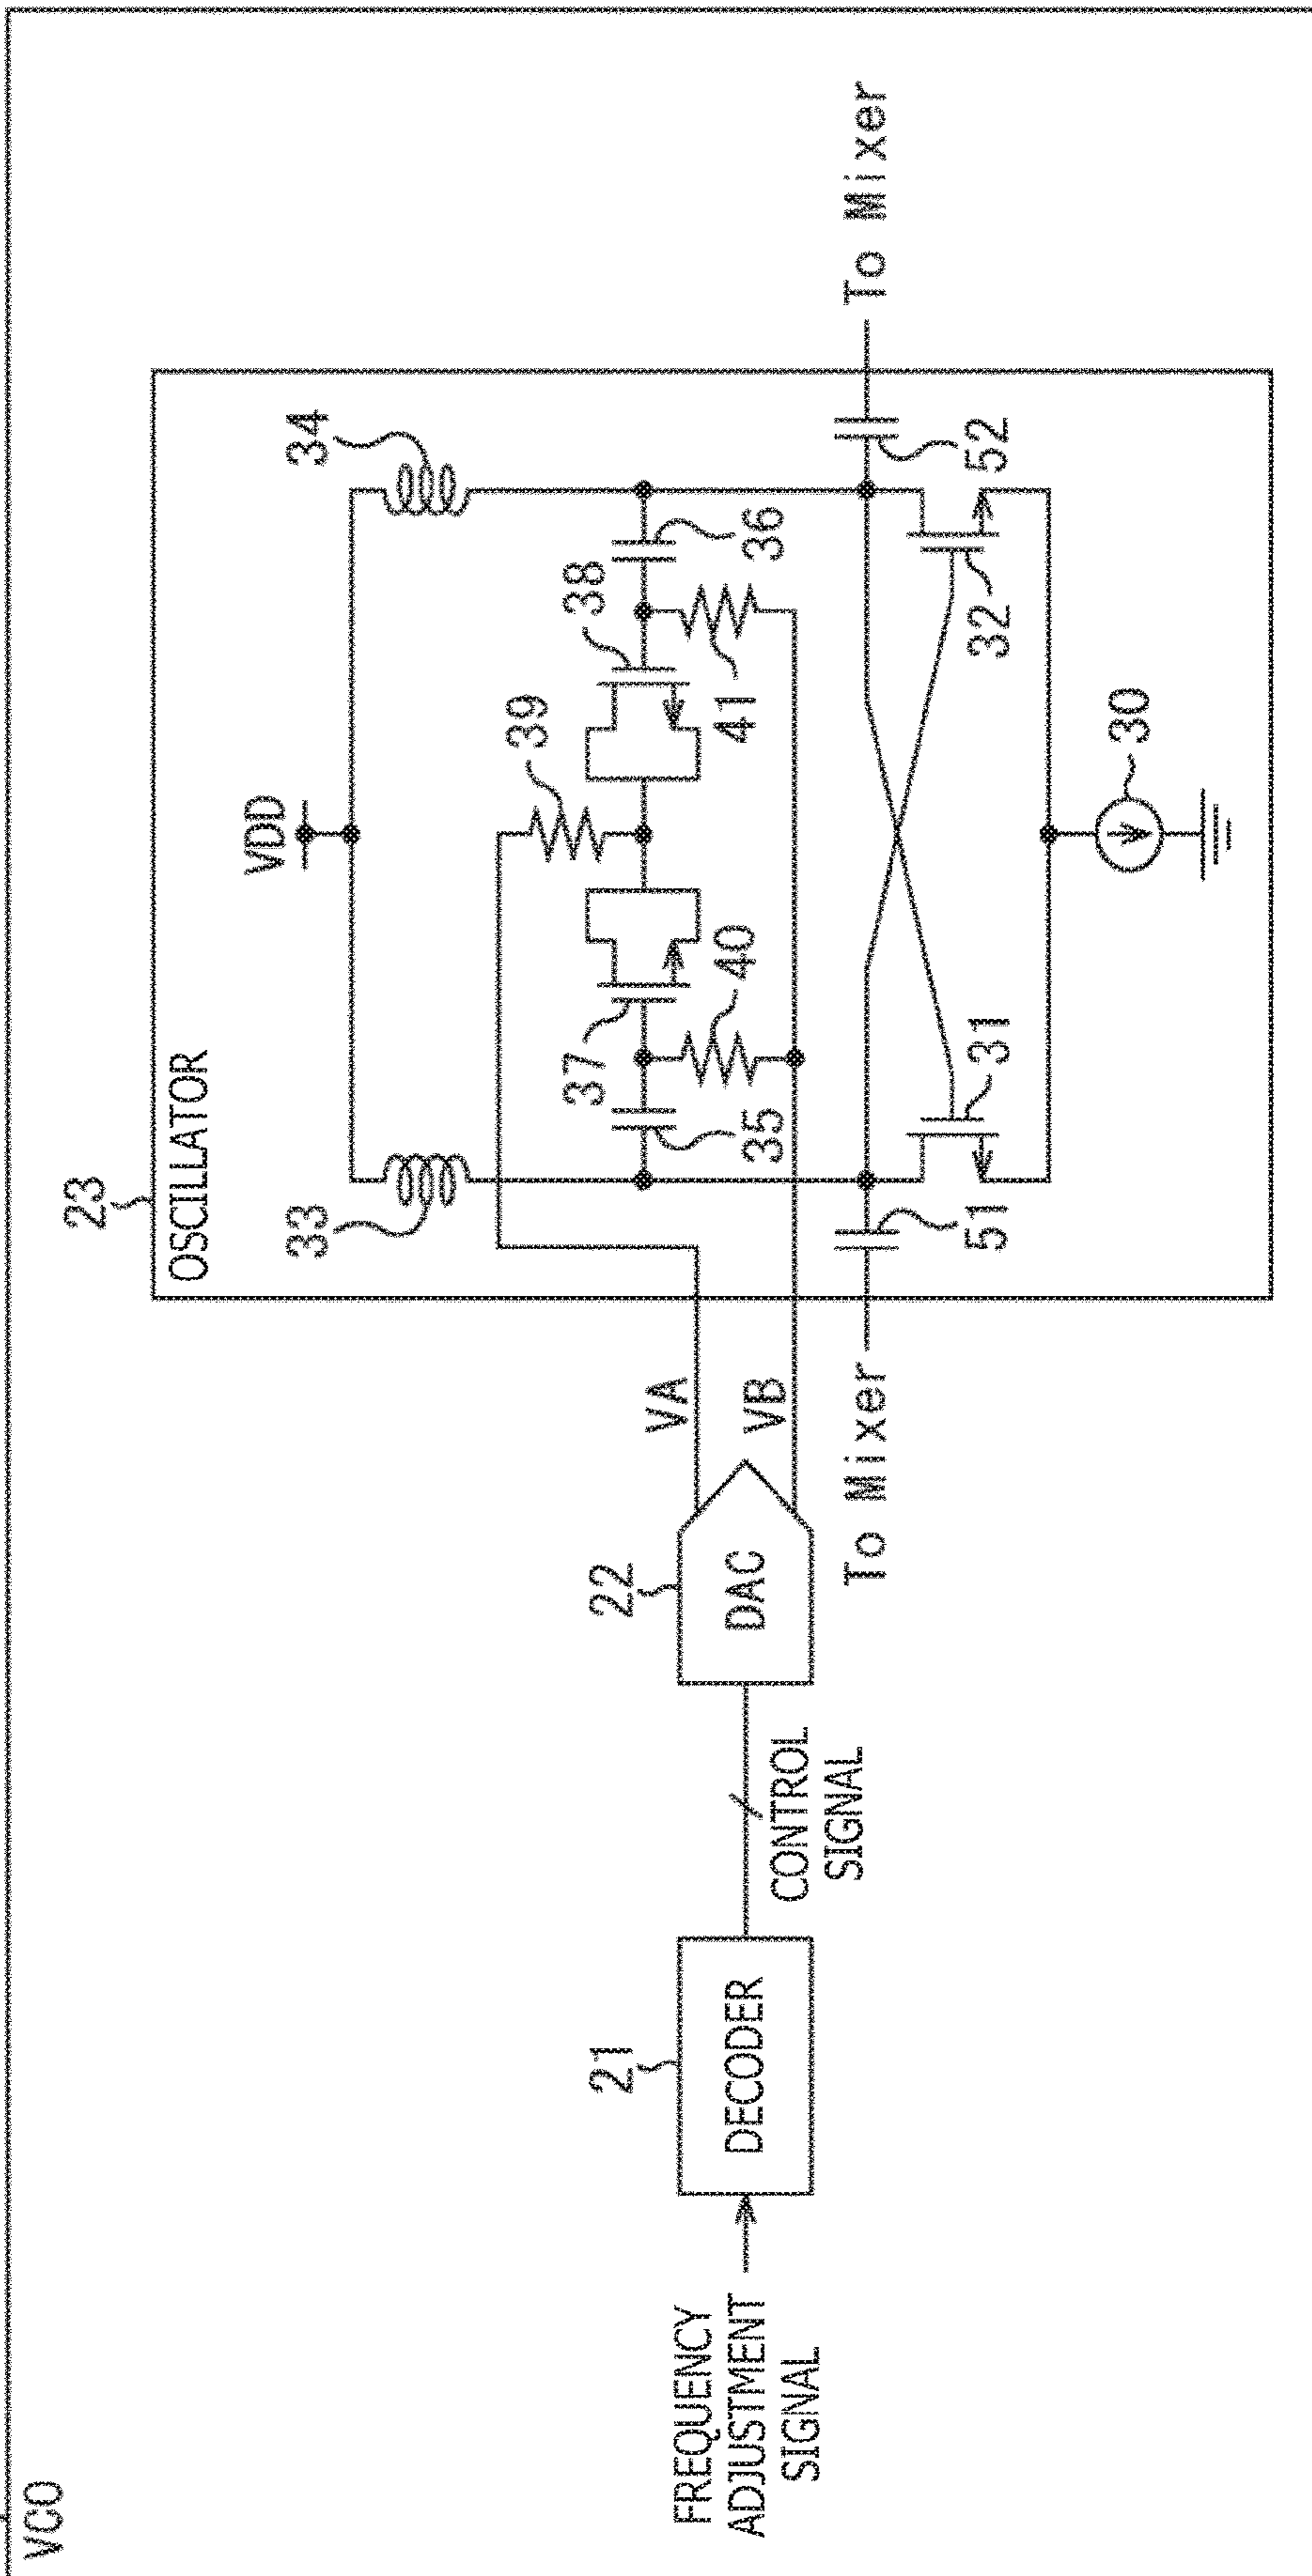 VCO
23
OSCILLATOR
VDD
33
34
39
37
38
35
40
41
36
VA
VB
22
DAC
21
DECODER
FREQUENCY
ADJUSTMENT
SIGNAL
CONTROL
SIGNAL
To Mixer
To Mixer
51
31
32
52
30